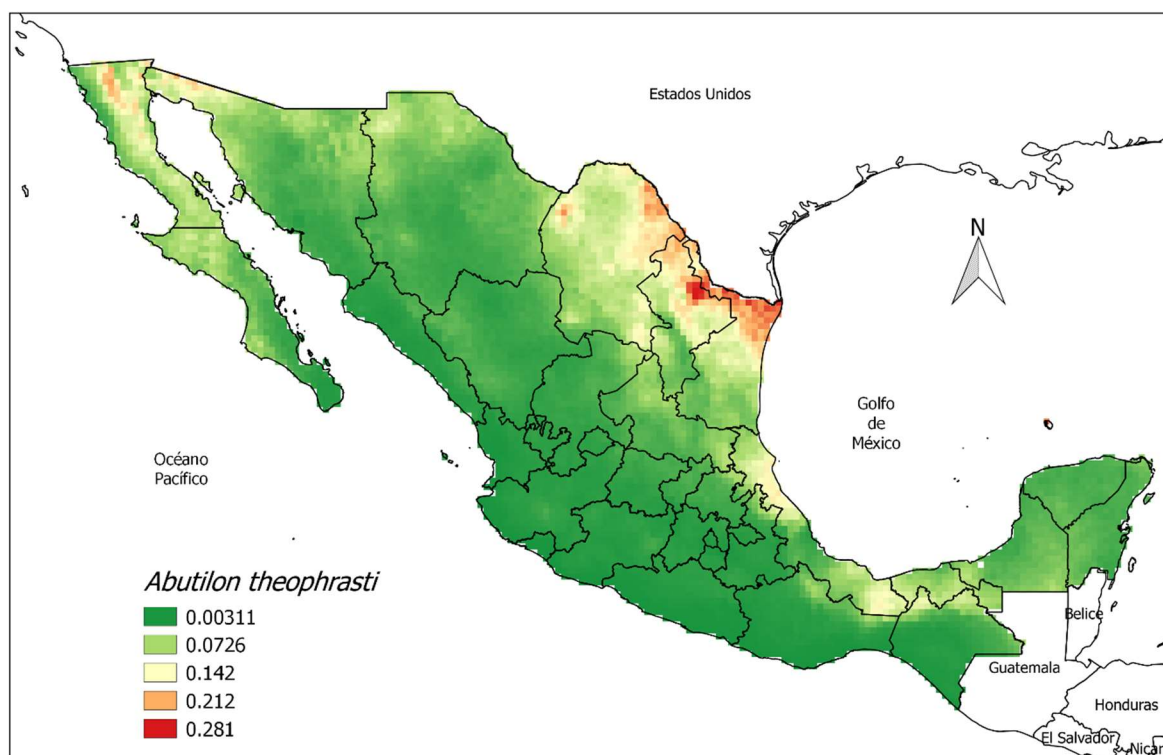 Estados Unidos
N
Golfo
de
México
Océano
Pacífico
Abutilon theophrasti
0.00311
0.0726
0.142
0.212
0.281
Belice
Guatemala
Honduras
El Salvador
Nicar